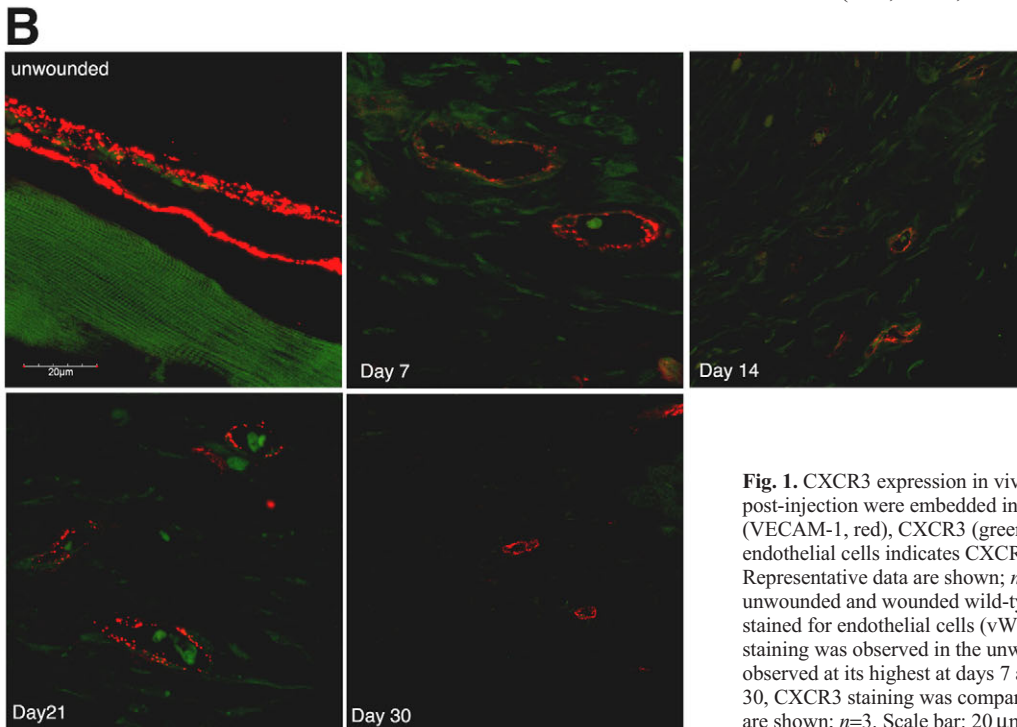 B
unwounded
20µm
Day 7
Day 14
Day21
Day 30
Fig. 1. CXCR3 expression in viv
post-injection were embedded in
(VECAM-1, red), CXCR3 (green
endothelial cells indicates CXCR
Representative data are shown; n
unwounded and wounded wild-ty
stained for endothelial cells (vW
staining was observed in the unw
observed at its highest at days 7 a
30, CXCR3 staining was compar
are shown; n=3. Scale bar: 20 µm